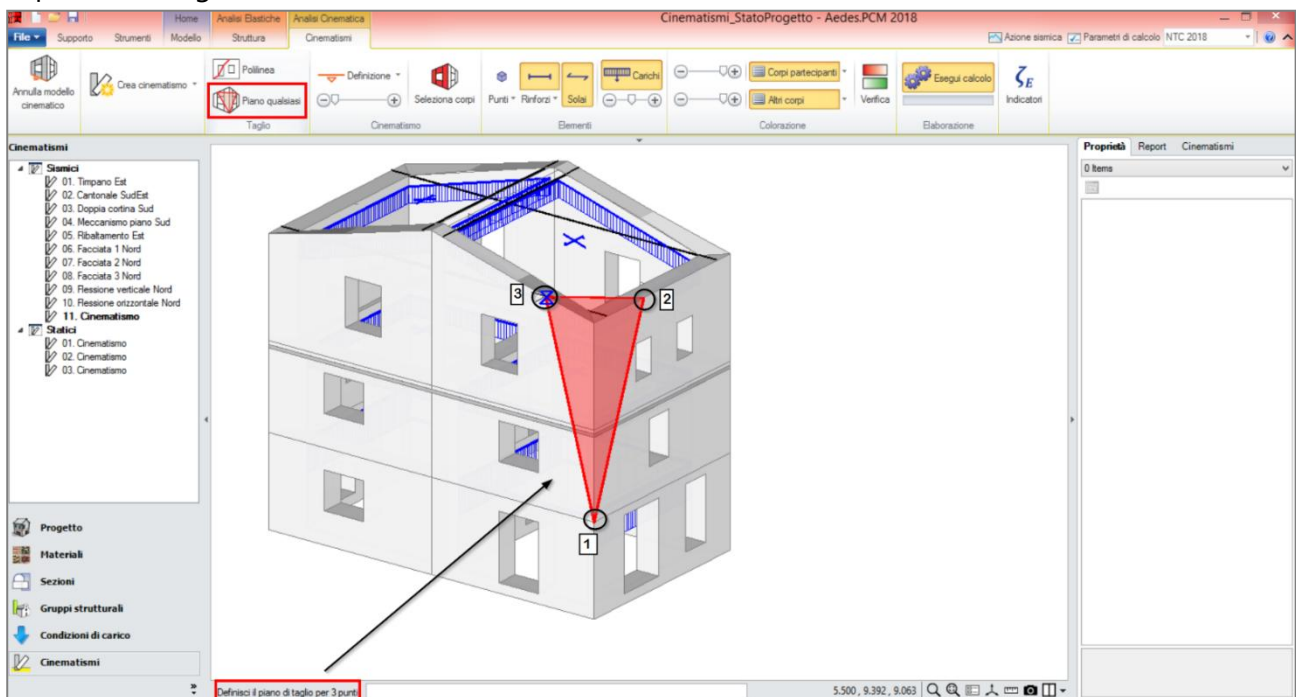 Home
Analisi Elastiche
Analisi Cinematica
Cinematismi_StatoProgetto - Aedes.PCM 2018
File
Supporto
Strumenti
Modello
Struttura
Cinematismi
Azione sismica
Parametri di calcolo
NTC 2018
Annulla modello
cinematico
Crea cinematismo
Polilinea
Piano qualsiasi
Taglio
Definizione
Seleziona corpi
Cinematismo
Punti
Rinforzi
Solai
Carichi
Elementi
Corpi partecipanti
Altri corpi
Colorazione
Verifica
Esegui calcolo
Elaborazione
ζE
Indicatori
Cinematismi
Sismici
01. Timpano Est
02. Cantonale SudEst
03. Doppia cortina Sud
04. Meccanismo piano Sud
05. Ribaltamento Est
06. Facciata 1 Nord
07. Facciata 2 Nord
08. Facciata 3 Nord
09. Flessione verticale Nord
10. Flessione orizzontale Nord
11. Cinematismo
Statici
01. Cinematismo
02. Cinematismo
03. Cinematismo
Progetto
Materiali
Sezioni
Gruppi strutturali
Condizioni di carico
Cinematismi
3
2
1
Proprietà
Report
Cinematismi
0 Items
Definisci il piano di taglio per 3 punti
5.500 , 9.392 , 9.063